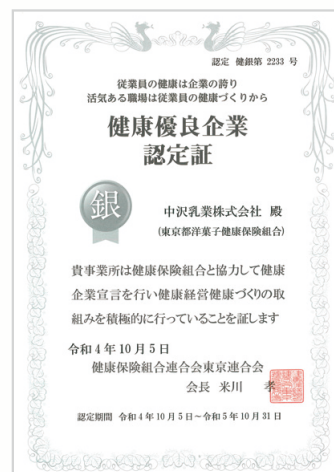 認定 健銀第 2233 号
従業員の健康は企業の誇り
活気ある職場は従業員の健康づくりから
健康優良企業
認定証
銀
中沢乳業株式会社 殿
(東京都洋菓子健康保険組合)
貴事業所は健康保険組合と協力して健康
企業宣言を行い健康経営健康づくりの取
組みを積極的に行っていることを証します
令和4年10月5日
健康保険組合連合会東京連合会
会長 米川 孝
認定期間 令和4年10月5日~令和5年10月31日